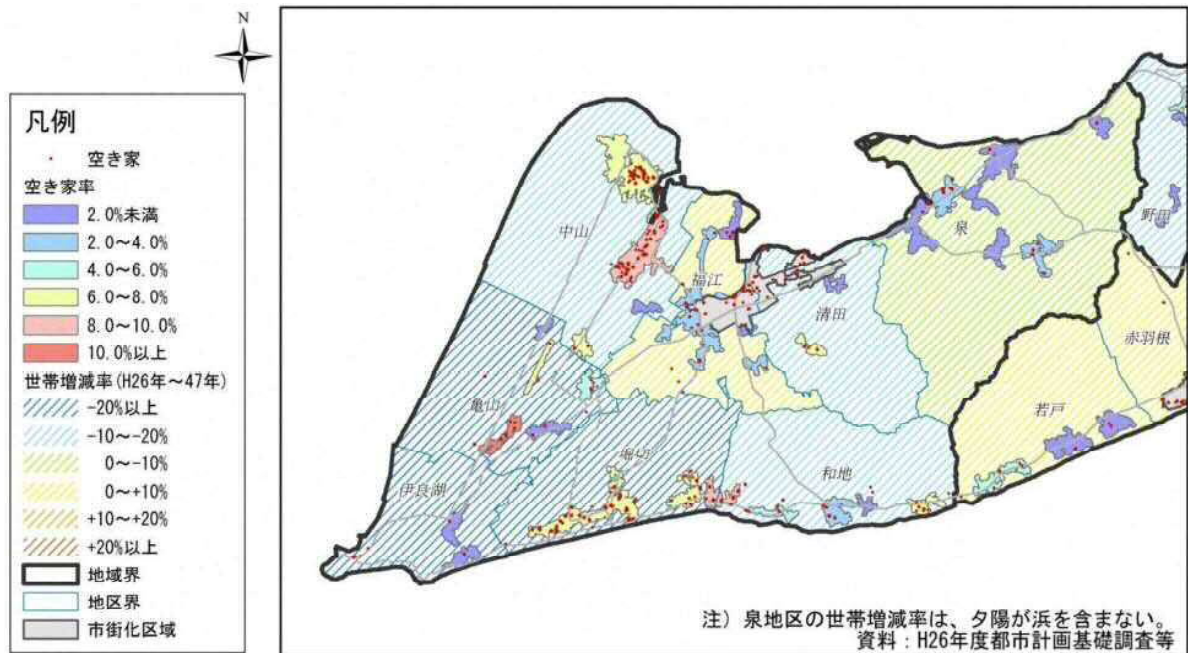 N
凡例
空き家
空き家率
2.0%未満
2.0～4.0%
4.0～6.0%
6.0～8.0%
8.0～10.0%
10.0%以上
世帯増減率(H26年～47年)
-20%以上
-10～-20%
0～-10%
0～+10%
+10～+20%
+20%以上
地域界
地区界
市街化区域
中山
福江
泉
野田
清田
赤羽根
若戸
亀山
堀切
和地
伊良湖
注）泉地区の世帯増減率は、夕陽が浜を含まない。
資料：H26年度都市計画基礎調査等